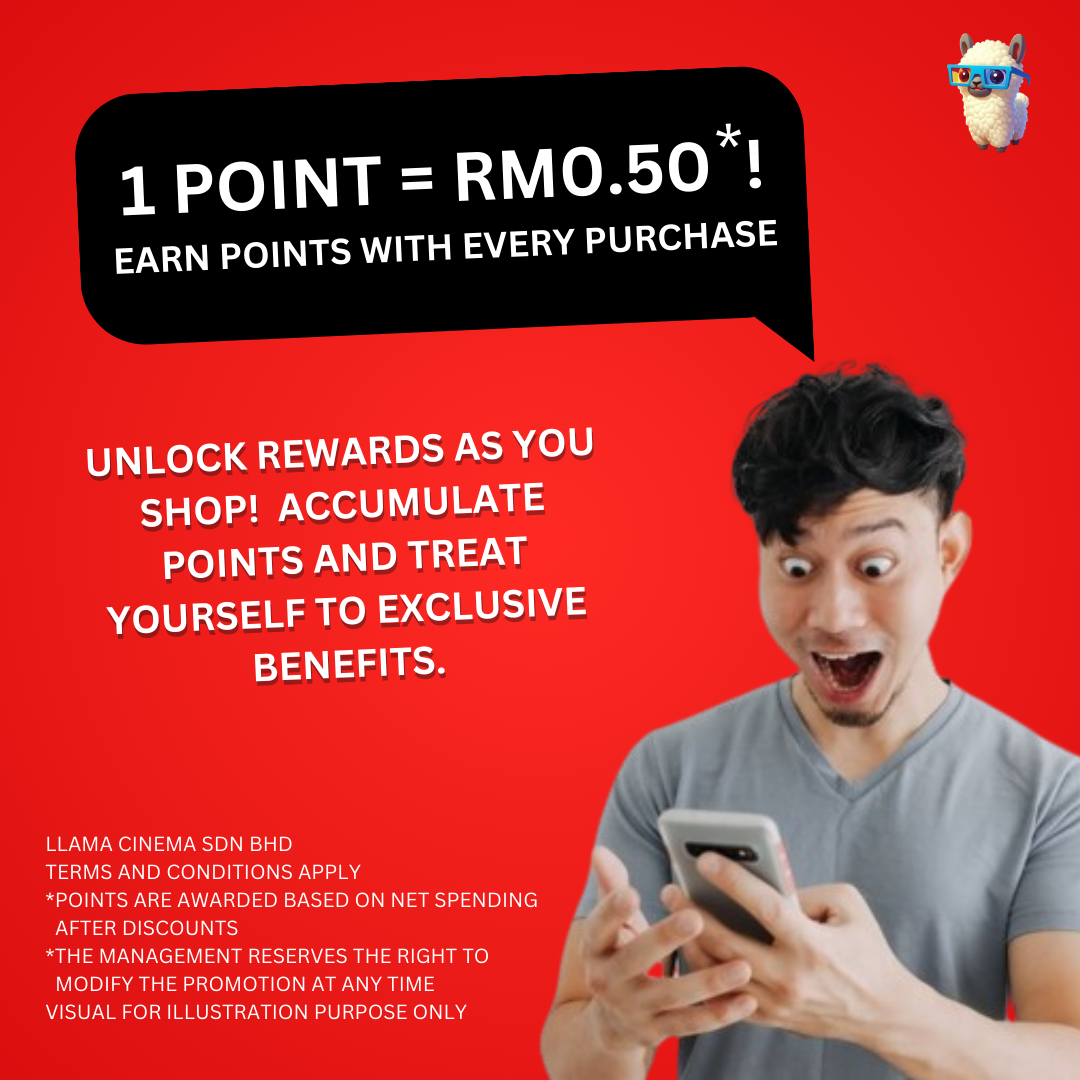 1 POINT = RM0.50*!
EARN POINTS WITH EVERY PURCHASE
UNLOCK REWARDS AS YOU
SHOP! ACCUMULATE
POINTS AND TREAT
YOURSELF TO EXCLUSIVE
BENEFITS.
LLAMA CINEMA SDN BHD
TERMS AND CONDITIONS APPLY
*POINTS ARE AWARDED BASED ON NET SPENDING
AFTER DISCOUNTS
*THE MANAGEMENT RESERVES THE RIGHT TO
MODIFY THE PROMOTION AT ANY TIME
VISUAL FOR ILLUSTRATION PURPOSE ONLY